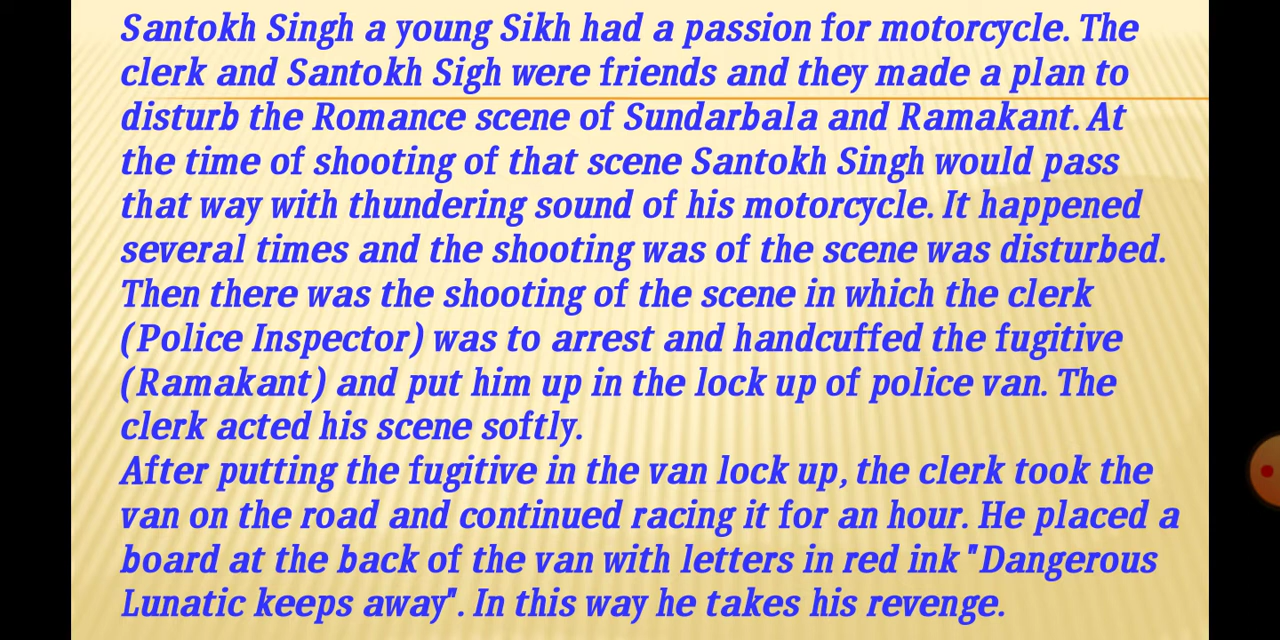 Santokh Singh a young Sikh had a passion for motorcycle. The
clerk and Santokh Sigh were friends and they made a plan to
disturb the Romance scene of Sundarbala and Ramakant. At
the time of shooting of that scene Santokh Singh would pass
that way with thundering sound of his motorcycle. It happened
several times and the shooting was of the scene was disturbed.
Then there was the shooting of the scene in which the clerk
(Police Inspector) was to arrest and handcuffed the fugitive
(Ramakant) and put him up in the lock up of police van. The
clerk acted his scene softly.
After putting the fugitive in the van lock up, the clerk took the
van on the road and continued racing it for an hour. He placed a
board at the back of the van with letters in red ink "Dangerous
Lunatic keeps away". In this way he takes his revenge.